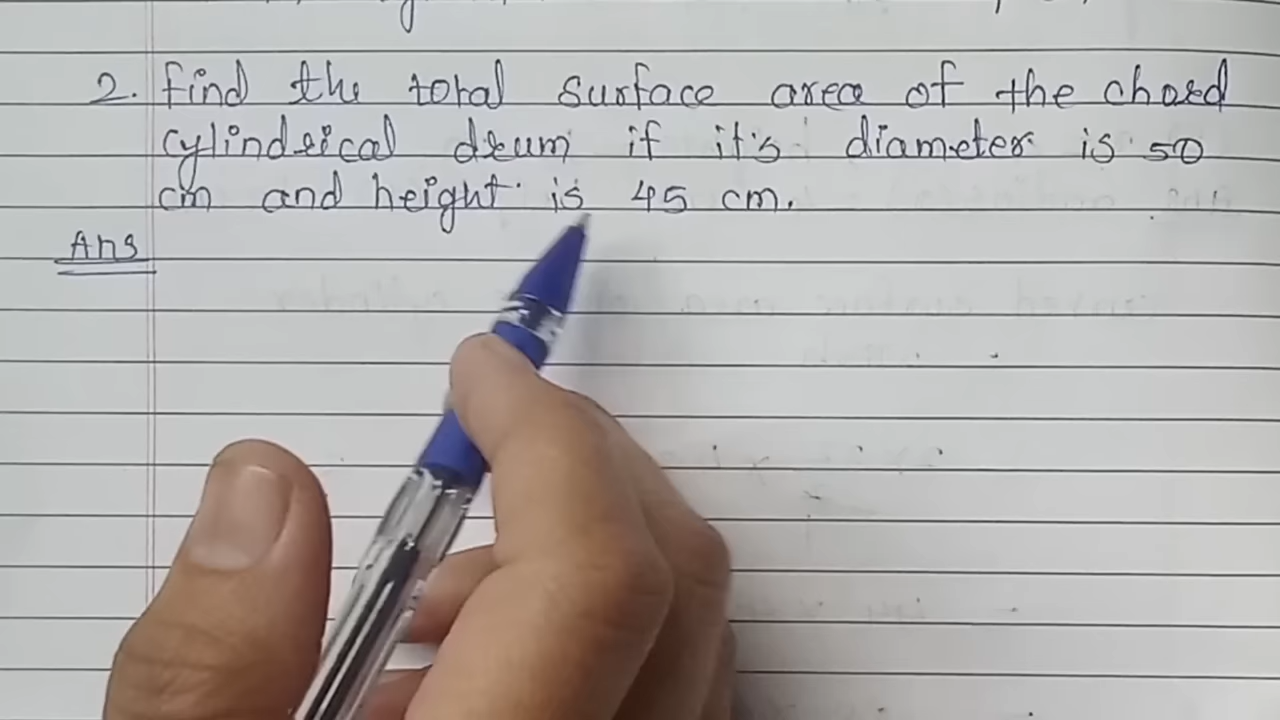 2. find the total surface area of the chosed
cylindrical drum if it's diameter is 50
cm and height is 45 cm.
Ans